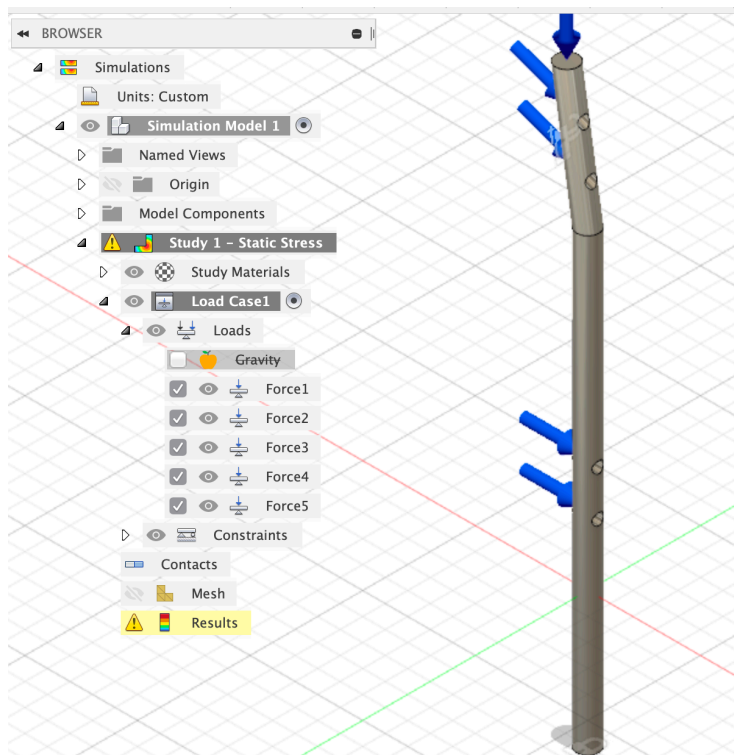 BROWSER
Simulations
Units: Custom
Simulation Model 1
Named Views
Origin
Model Components
Study 1 - Static Stress
Study Materials
Load Case1
Loads
Gravity
Force1
Force2
Force3
Force4
Force5
Constraints
Contacts
Mesh
Results